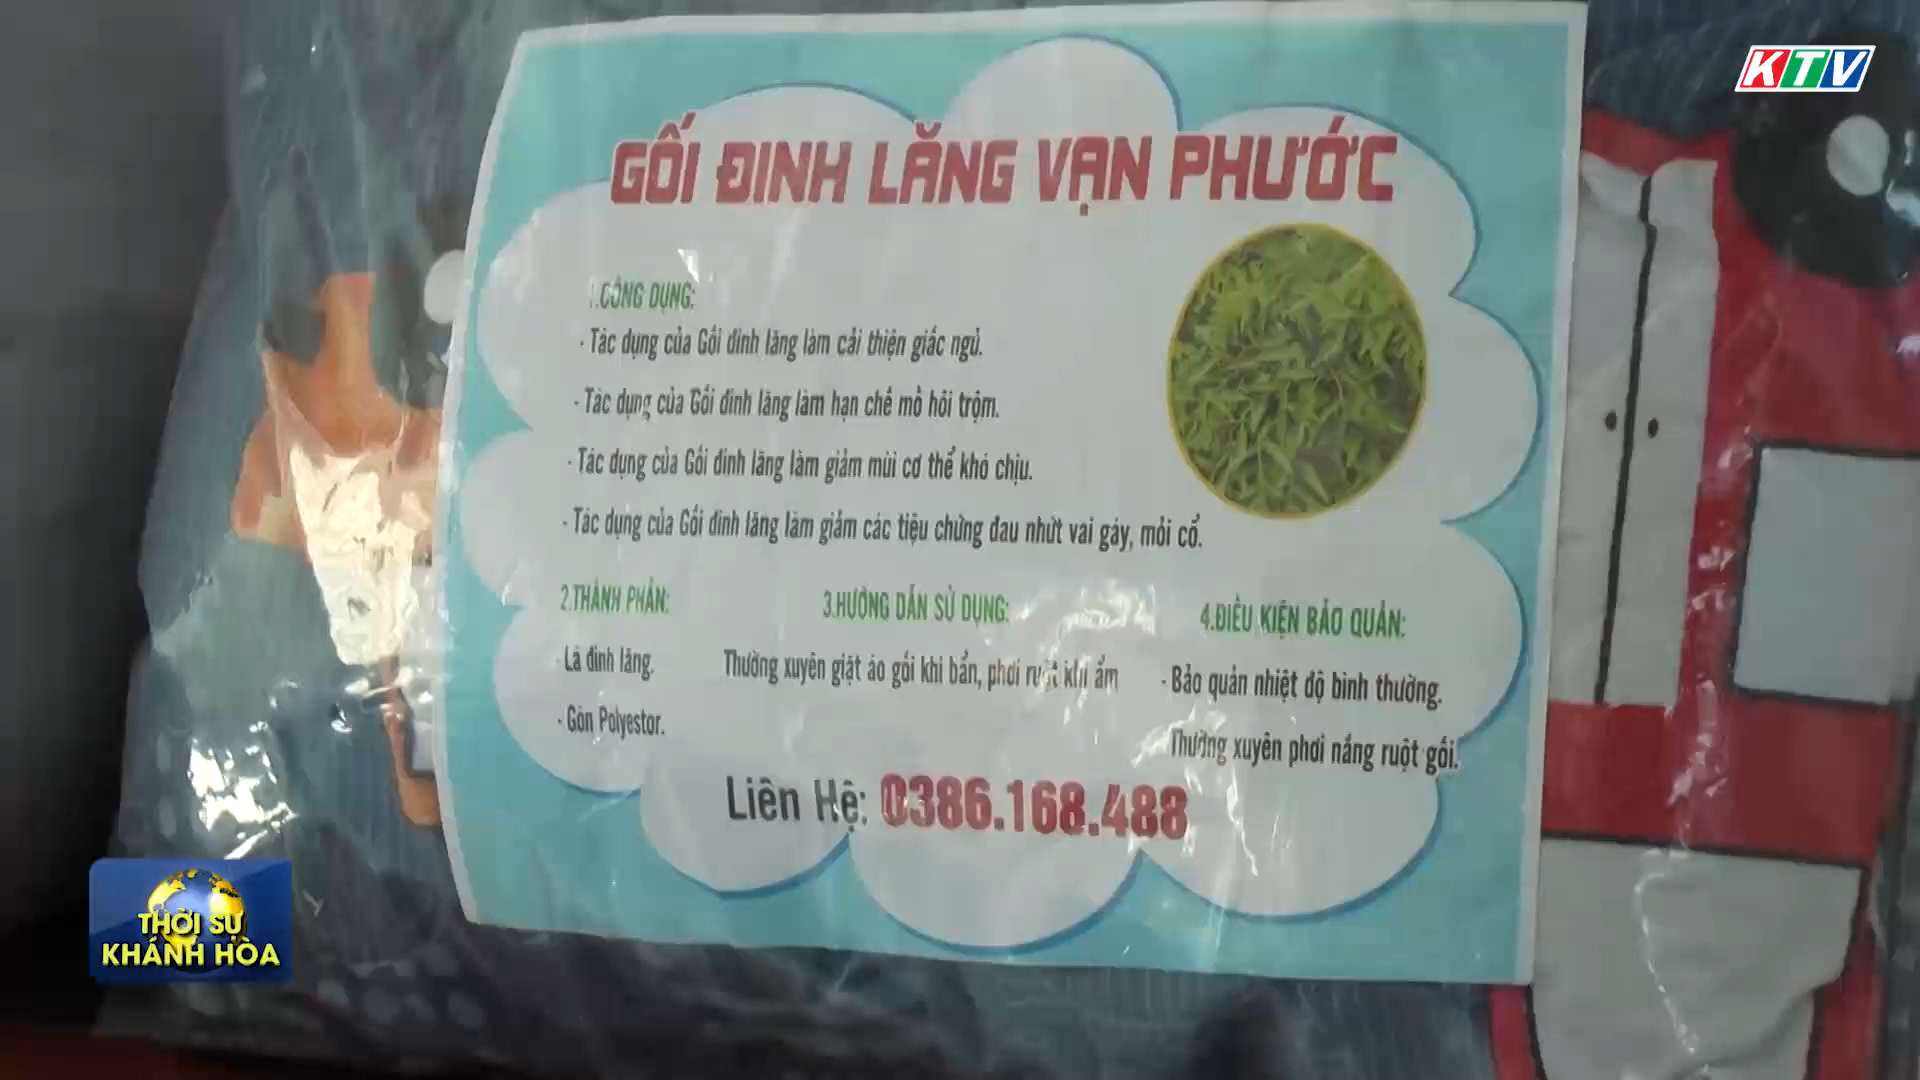 KTV
GỐI ĐINH LĂNG VẠN PHƯỚC
1.CÔNG DỤNG:
- Tác dụng của Gối đinh lăng làm cải thiện giấc ngủ.
- Tác dụng của Gối đinh lăng làm hạn chế mồ hôi trộm.
- Tác dụng của Gối đinh lăng làm giảm mùi cơ thể khó chịu.
- Tác dụng của Gối đinh lăng làm giảm các tiệu chứng đau nhứt vai gáy, mỏi cổ.
2.THÀNH PHẦN:
- Lá đinh lăng.
- Gòn Polyestor.
3.HƯỚNG DẪN SỬ DỤNG:
Thường xuyên giặt áo gối khi bẩn, phơi ruột khi ẩm
4.ĐIỀU KIỆN BẢO QUẢN:
- Bảo quản nhiệt độ bình thường.
Thường xuyên phơi nắng ruột gối.
Liên Hệ: 0386.168.488
THỜI SỰ
KHÁNH HÒA